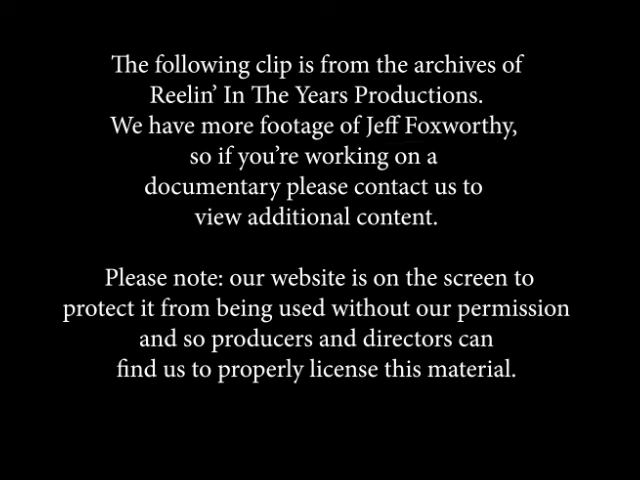 The following clip is from the archives of
Reelin’ In The Years Productions.
We have more footage of Jeff Foxworthy,
so if you’re working on a
documentary please contact us to
view additional content.
Please note: our website is on the screen to
protect it from being used without our permission
and so producers and directors can
find us to properly license this material.